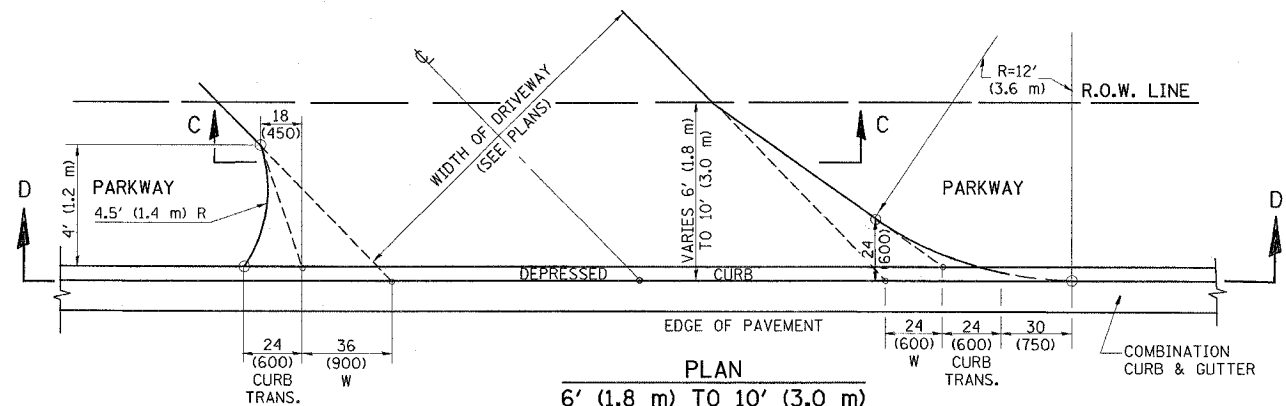 R=12'
(3.6 m)
R.O.W. LINE
℄
WIDTH OF DRIVEWAY
(SEE PLANS)
18
(450)
C
C
4' (1.2 m)
PARKWAY
4.5' (1.4 m) R
VARIES 6' (1.8 m)
TO 10' (3.0 m)
PARKWAY
D
D
24
(600)
DEPRESSED CURB
EDGE OF PAVEMENT
24
(600)
CURB
TRANS.
36
(900)
W
24
(600)
W
24
(600)
CURB
TRANS.
30
(750)
COMBINATION
CURB & GUTTER
PLAN
6' (1.8 m) TO 10' (3.0 m)